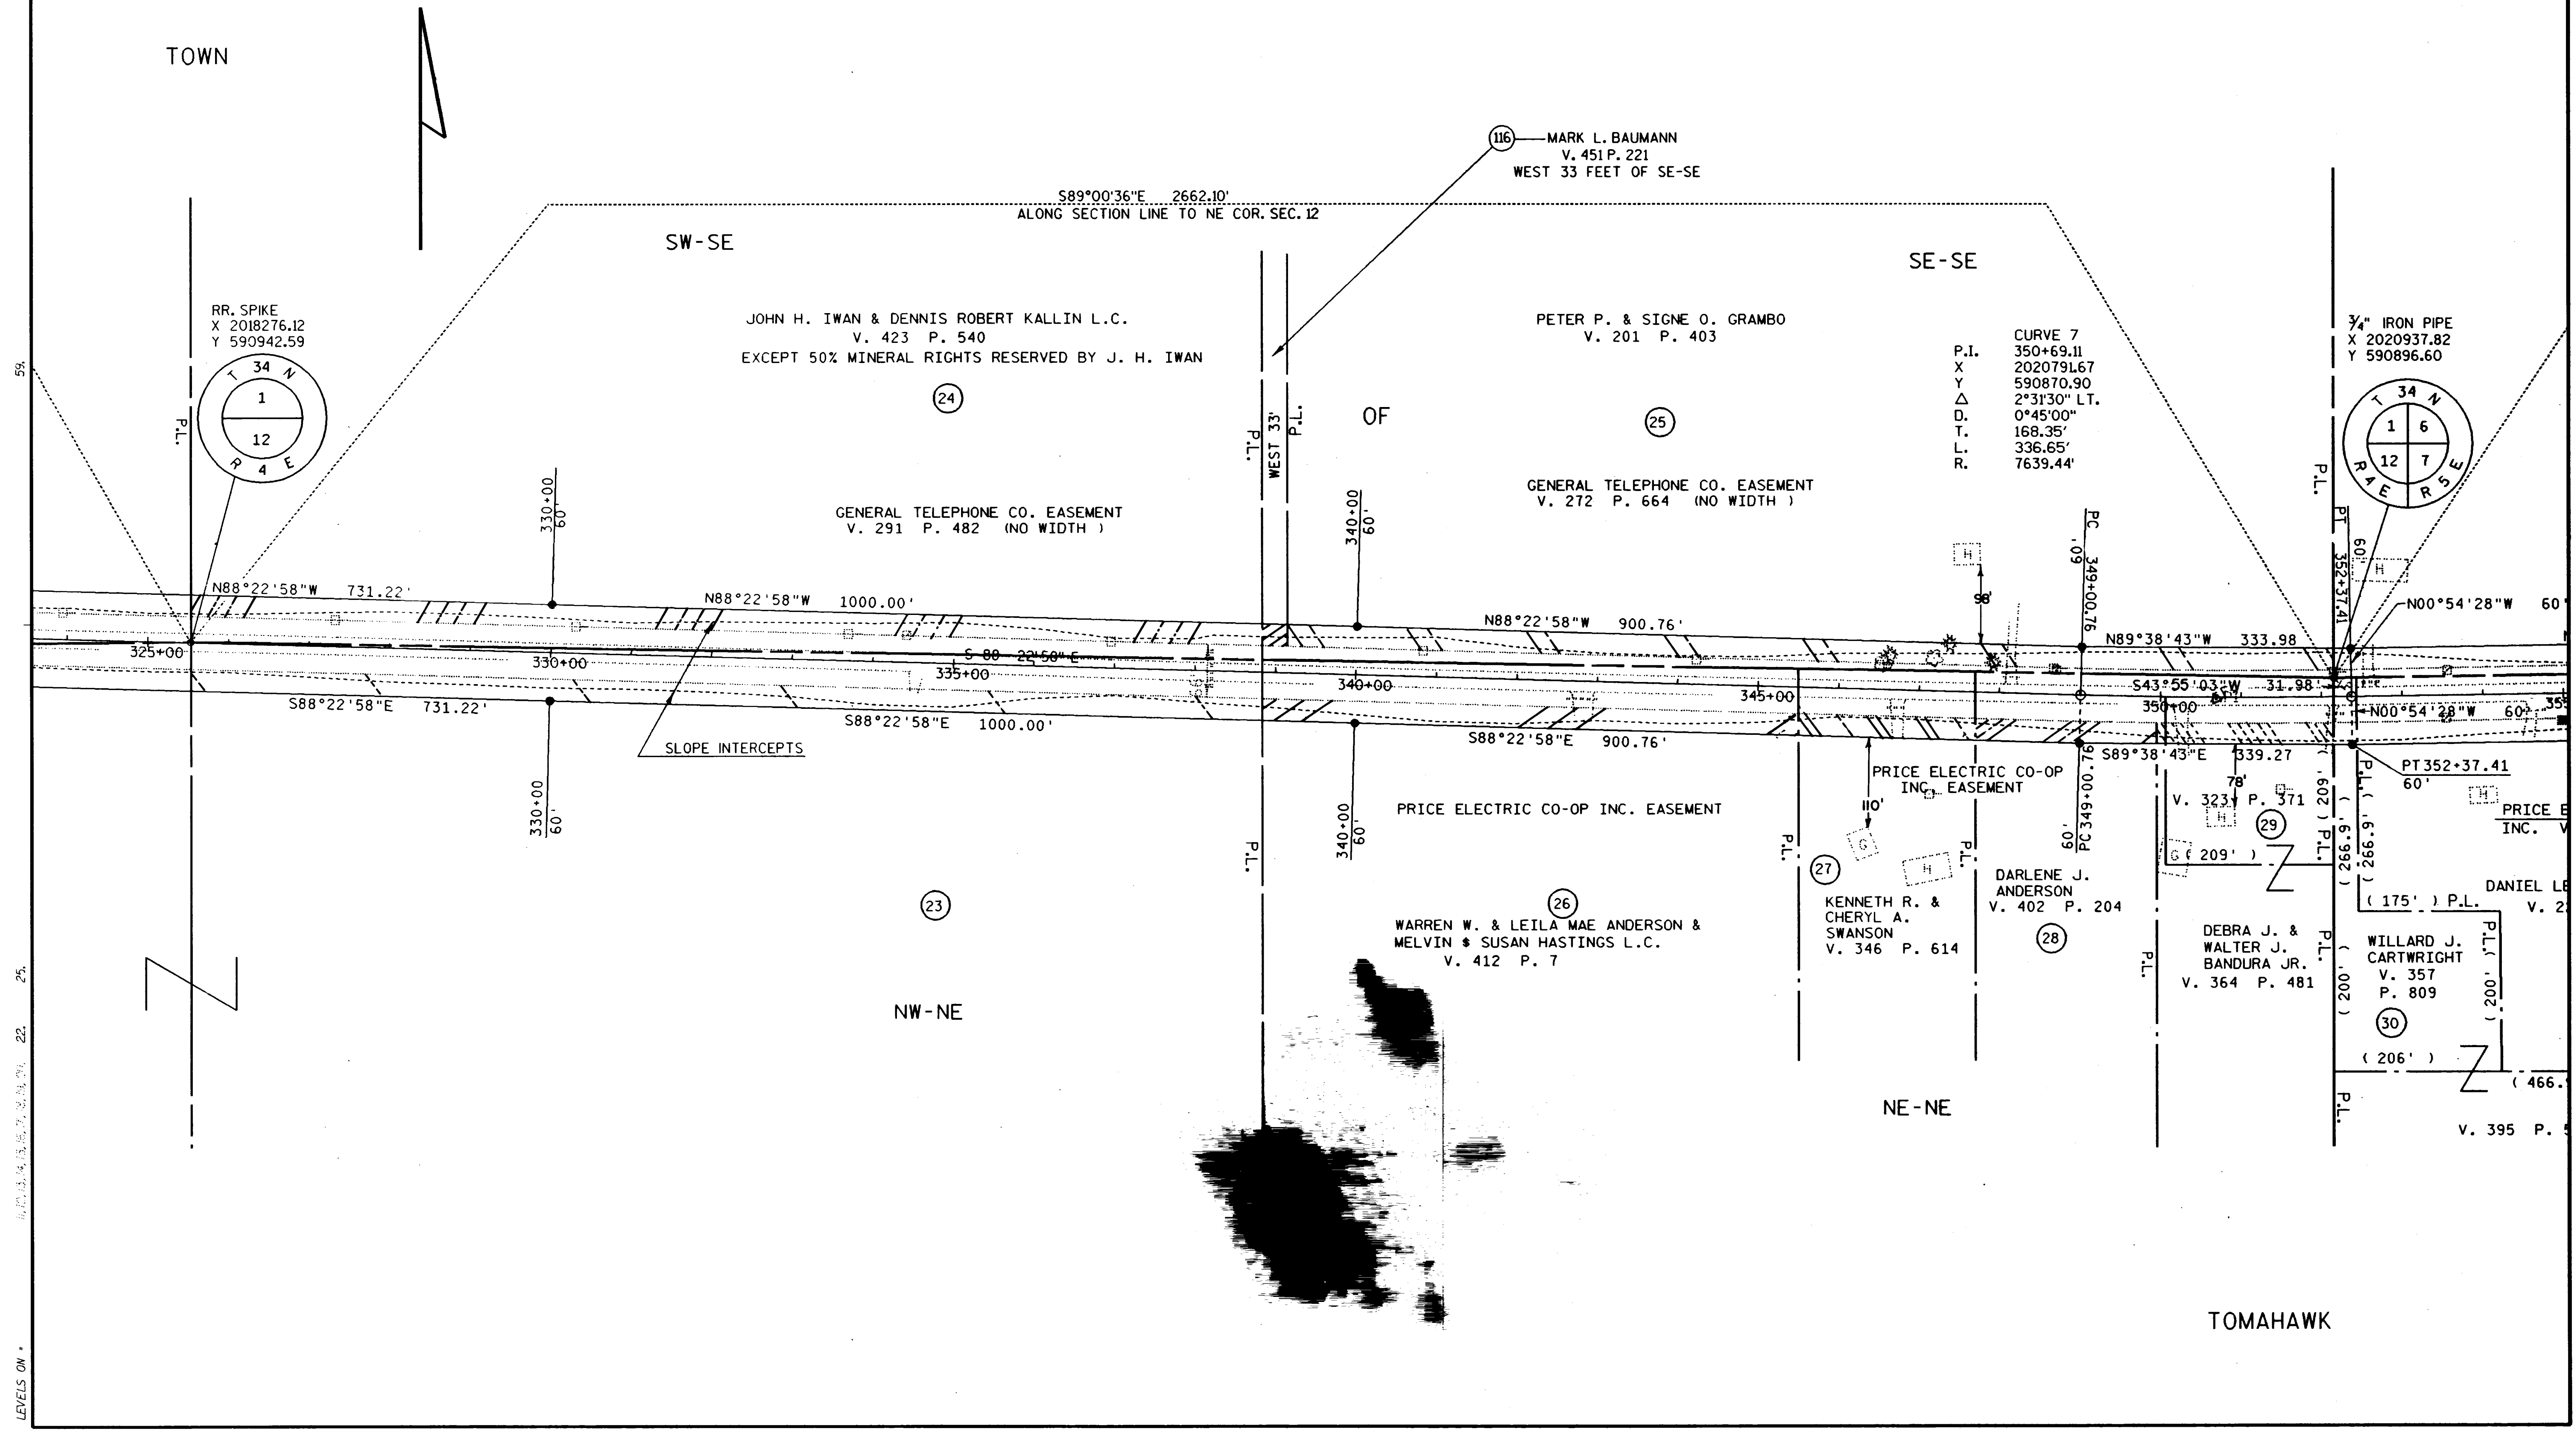 TOWN
116
MARK L. BAUMANN
V. 451 P. 221
WEST 33 FEET OF SE-SE
S89°00'36"E 2662.10'
ALONG SECTION LINE TO NE COR. SEC. 12
SW-SE
SE-SE
RR. SPIKE
X 2018276.12
Y 590942.59
T 34 N
1
12
R 4 E
P.L.
JOHN H. IWAN & DENNIS ROBERT KALLIN L.C.
V. 423 P. 540
EXCEPT 50% MINERAL RIGHTS RESERVED BY J. H. IWAN
24
GENERAL TELEPHONE CO. EASEMENT
V. 291 P. 482 (NO WIDTH )
P.L.
WEST 33'
P.L.
OF
PETER P. & SIGNE O. GRAMBO
V. 201 P. 403
25
GENERAL TELEPHONE CO. EASEMENT
V. 272 P. 664 (NO WIDTH )
CURVE 7
P.I. 350+69.11
X 2020791.67
Y 590870.90
△ 2°31'30" LT.
D. 0°45'00"
T. 168.35'
L. 336.65'
R. 7639.44'
3/4" IRON PIPE
X 2020937.82
Y 590896.60
T 34 N
1 6
12 7
R 4 E R 5 E
P.L.
330+00
60'
340+00
60'
PC 349+00.76
60'
PT 352+37.41
60'
H
H
98'
N88°22'58"W 731.22'
N88°22'58"W 1000.00'
N88°22'58"W 900.76'
N89°38'43"W 333.98
N00°54'28"W 60'
325+00
330+00
335+00
340+00
345+00
350+00
S43°55'03"W 31.98'
N00°54'28"W 60'
S88°22'58"E 731.22'
S88°22'58"E 1000.00'
S88°22'58"E 900.76'
S89°38'43"E 339.27
SLOPE INTERCEPTS
330+00
60'
340+00
60'
PC 349+00.76
60'
PT 352+37.41
60'
PRICE ELECTRIC CO-OP INC. EASEMENT
PRICE ELECTRIC CO-OP
INC. EASEMENT
110'
78'
G
H
H
G
H
V. 323 P. 371
29
( 209' )
( 209' ) P.L.
( 266.9' )
P.L. ( 266.9' )
PRICE E
INC. V
P.L.
P.L.
P.L.
23
26
WARREN W. & LEILA MAE ANDERSON &
MELVIN $ SUSAN HASTINGS L.C.
V. 412 P. 7
27
KENNETH R. &
CHERYL A.
SWANSON
V. 346 P. 614
DARLENE J.
ANDERSON
V. 402 P. 204
28
P.L.
DEBRA J. &
WALTER J.
BANDURA JR.
V. 364 P. 481
P.L.
( 200' )
( 175' ) P.L.
DANIEL LE
WILLARD J.
CARTWRIGHT
V. 357
P. 809
30
P.L. ( 200' )
( 206' )
( 466.9
P.L.
V. 395 P. 5
NW-NE
NE-NE
TOMAHAWK
59.
25.
22.
LEVELS ON =